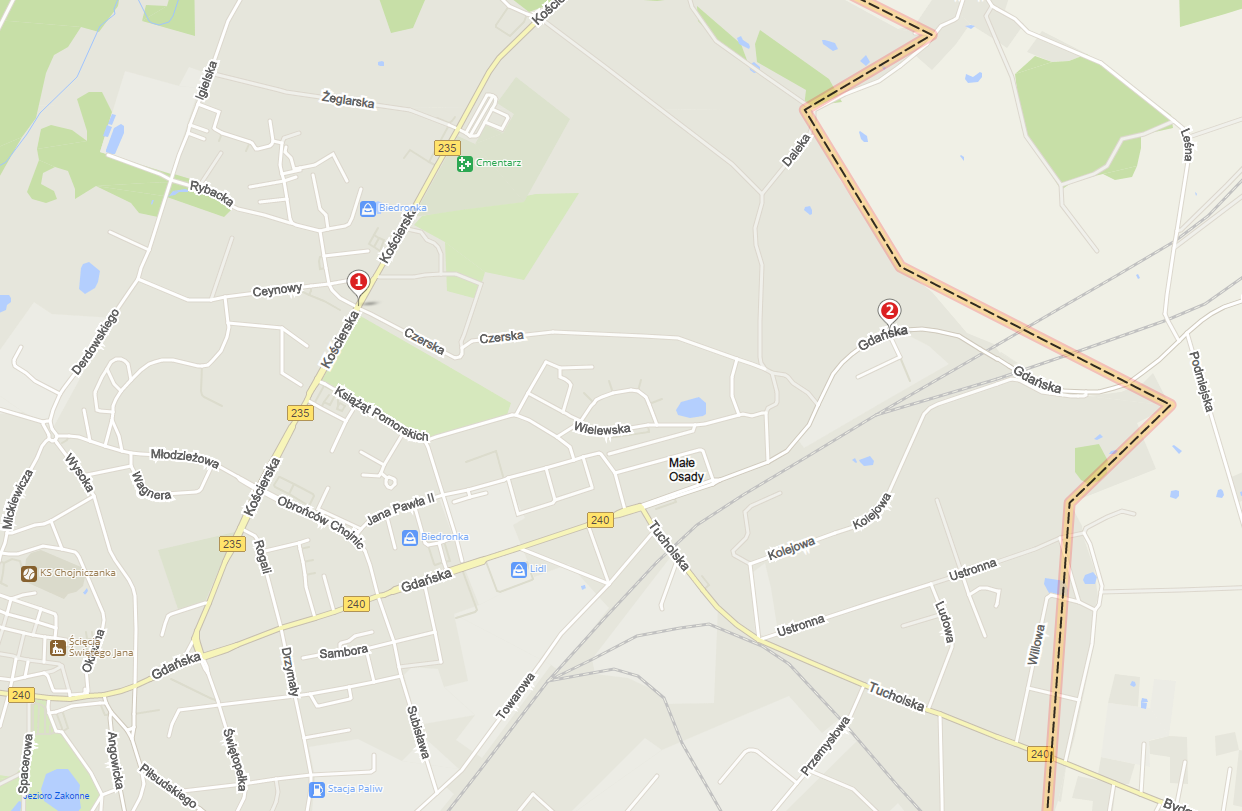 Kościerska
Igielska
Żeglarska
235
Cmentarz
Daleka
Leśna
Rybacka
Biedronka
Kościerska
Ceynowy
1
2
Derdowskiego
Kościerska
Czerska
Czerska
Gdańska
Gdańska
Podmiejska
Książąt Pomorskich
235
Wielewska
Młodzieżowa
Wysoka
Wagnera
Mickiewicza
Kościerska
Małe
Osady
Obrońców Chojnic
Jana Pawła II
240
Kolejowa
Tucholska
Biedronka
235
Rogali
Lidl
Kolejowa
KS Chojniczanka
Gdańska
240
Ustronna
Ustronna
Ludowa
Willowa
Ścięcia
Świętego Jana
Sambora
Gdańska
Drzymały
240
Towarowa
Tucholska
Subisława
Przemysłowa
Spacerowa
Angowicka
Świętopełka
240
Piłsudskiego
Stacja Paliw
Jezioro Zakonne